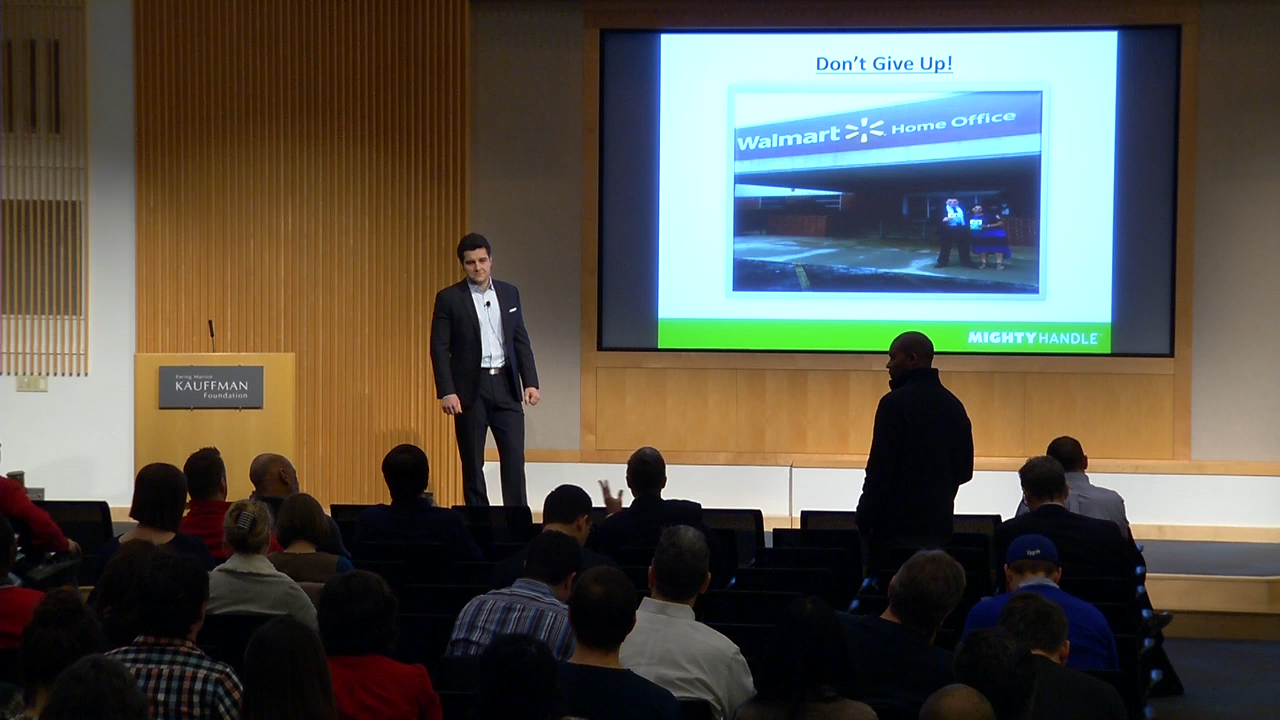 Don't Give Up!
Walmart Home Office
MIGHTYHANDLE
Ewing Marion
KAUFFMAN
Foundation